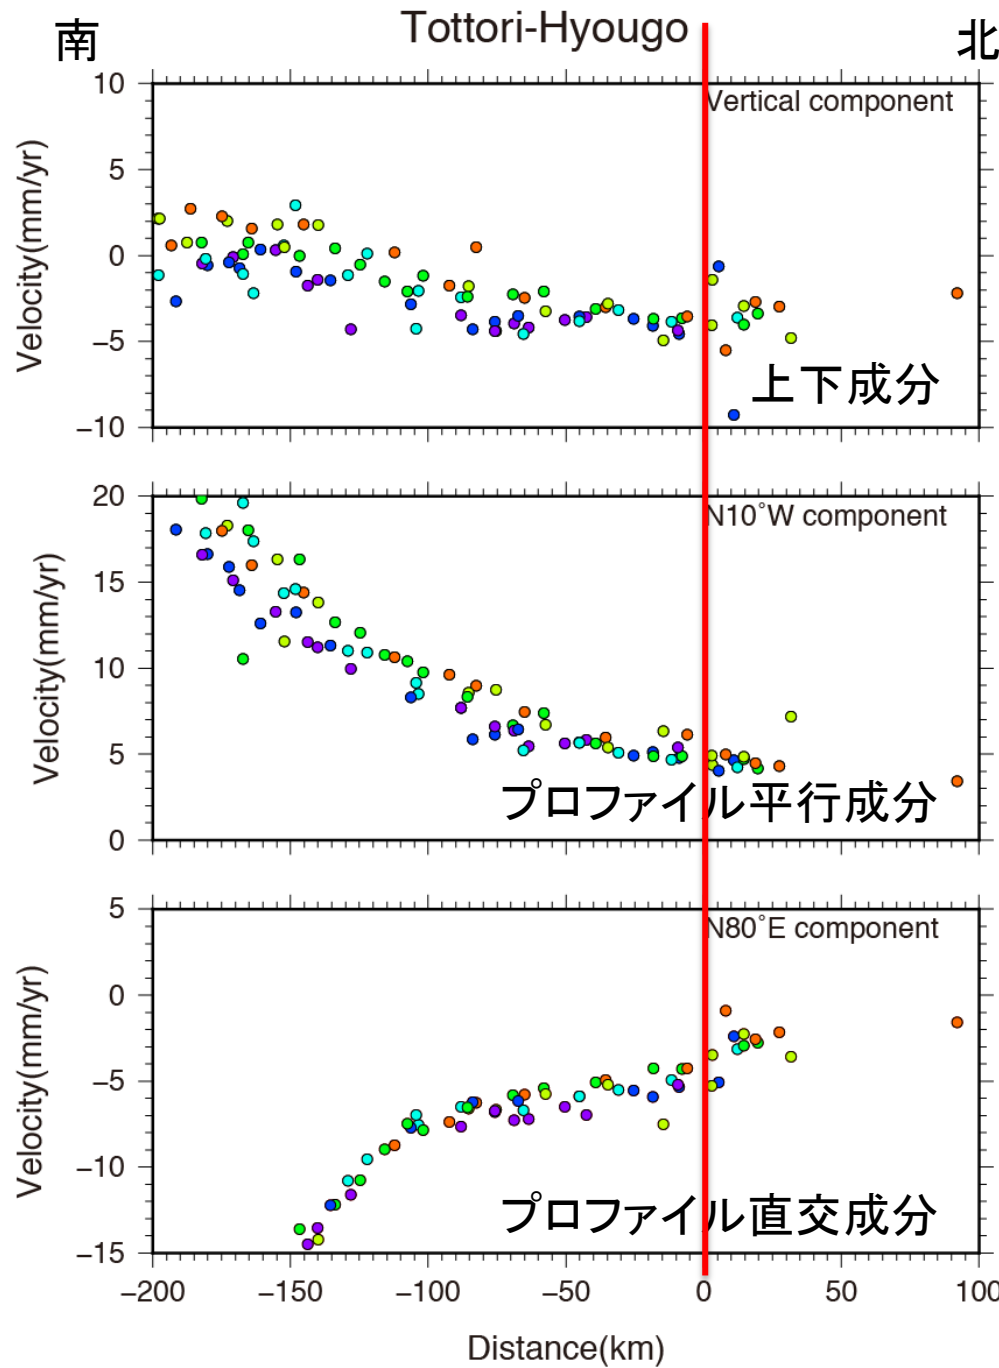 南 Tottori-Hyougo 北
Vertical component
10
5
0
−5
−10
Velocity(mm/yr)
上下成分
N10°W component
20
15
10
5
0
Velocity(mm/yr)
プロファイル平行成分
N80°E component
5
0
−5
−10
−15
Velocity(mm/yr)
プロファイル直交成分
−200 −150 −100 −50 0 50 100
Distance(km)